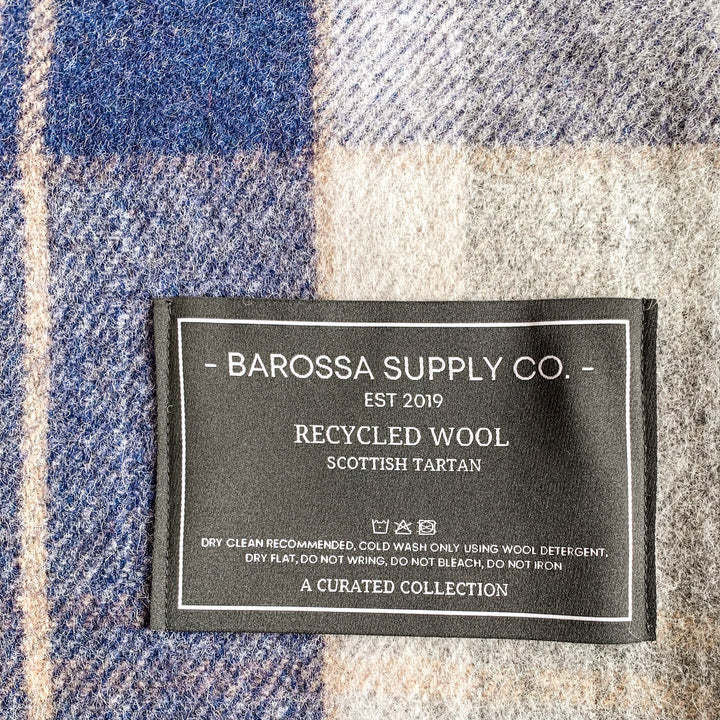 - BAROSSA SUPPLY CO. -
EST 2019
RECYCLED WOOL
SCOTTISH TARTAN
DRY CLEAN RECOMMENDED, COLD WASH ONLY USING WOOL DETERGENT,
DRY FLAT, DO NOT WRING, DO NOT BLEACH, DO NOT IRON
A CURATED COLLECTION